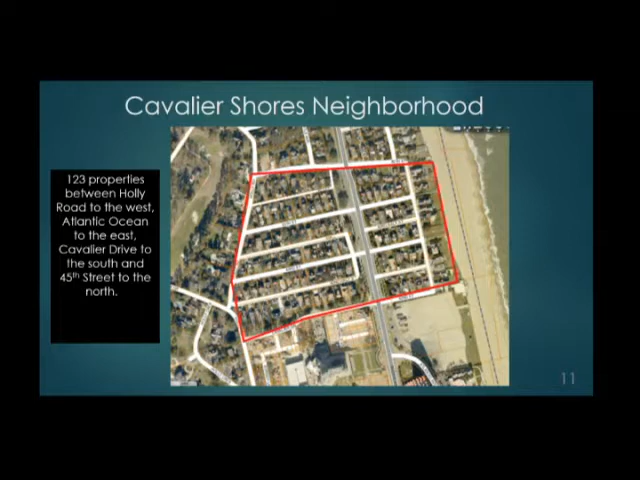 Cavalier Shores Neighborhood
123 properties
between Holly
Road to the west,
Atlantic Ocean
to the east,
Cavalier Drive to
the south and
45th Street to the
north.
11